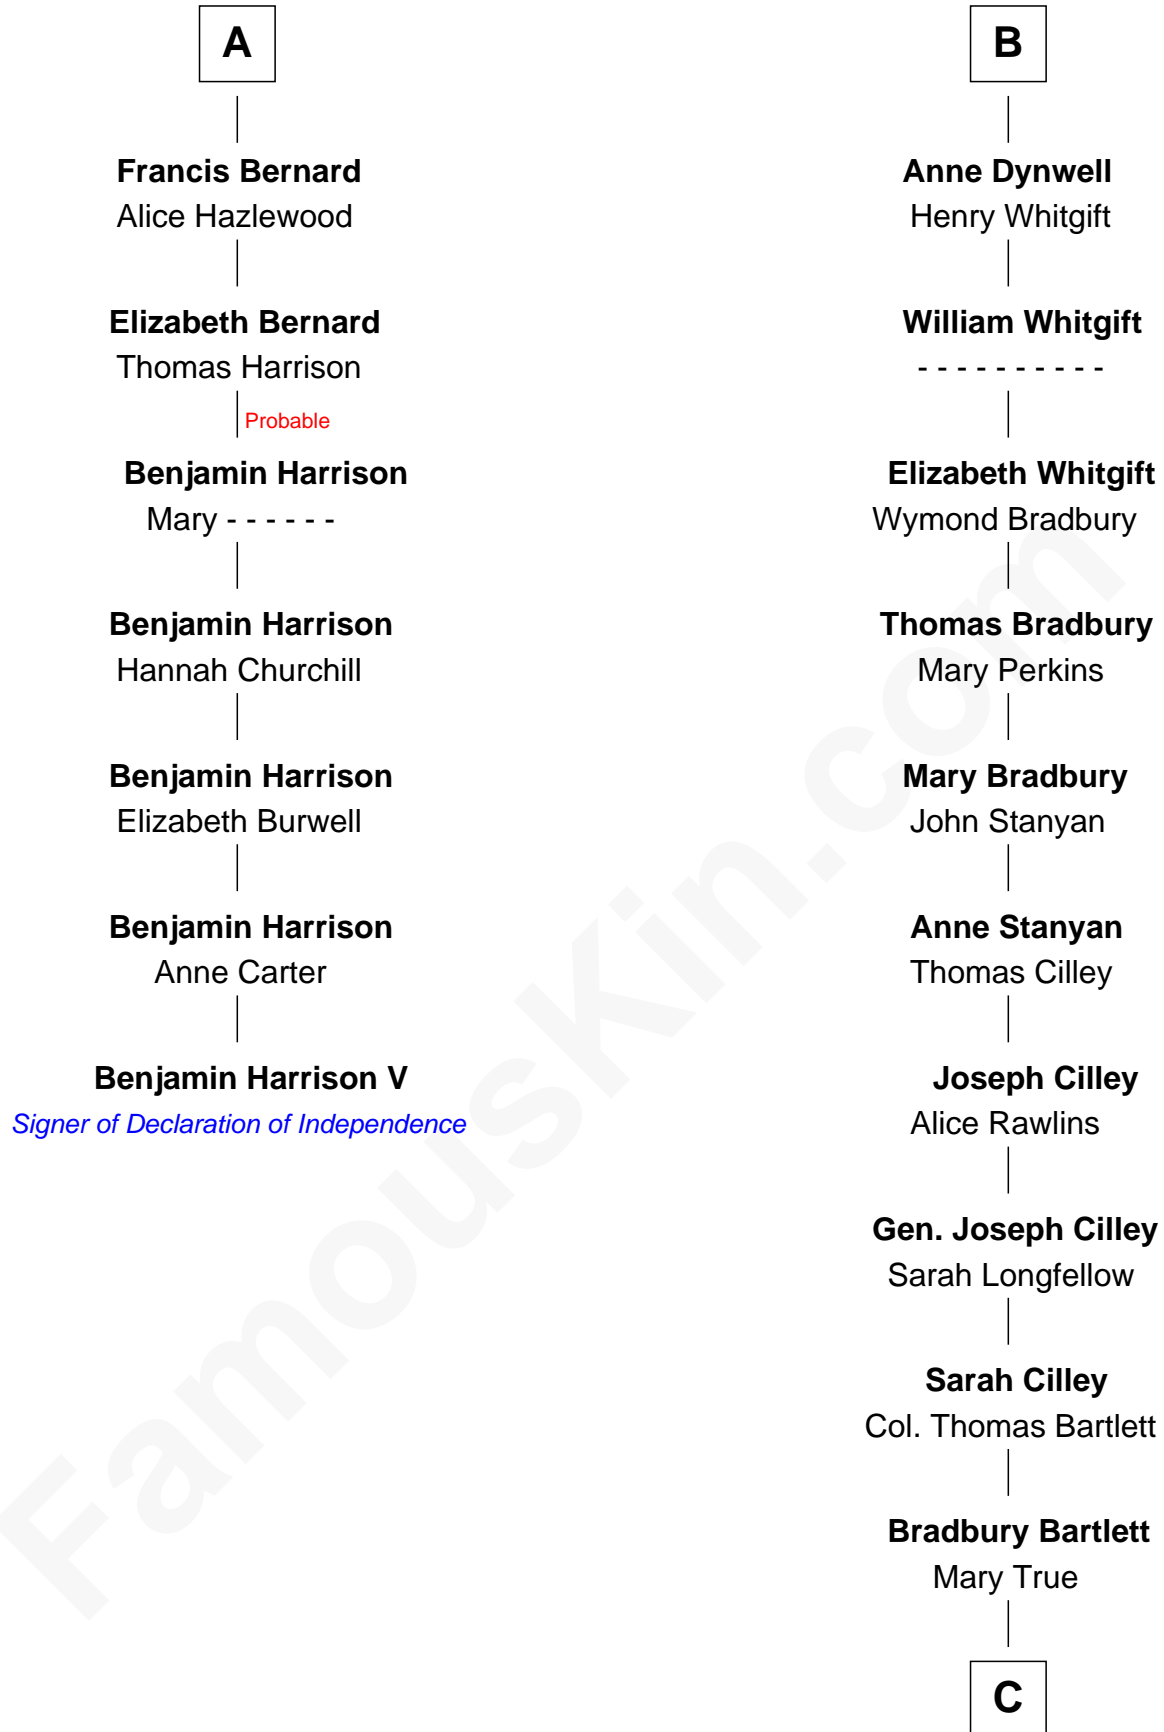 A
Francis Bernard
Alice Hazlewood
Elizabeth Bernard
Thomas Harrison
Probable
Benjamin Harrison
Mary - - - - - -
Benjamin Harrison
Hannah Churchill
Benjamin Harrison
Elizabeth Burwell
Benjamin Harrison
Anne Carter
Benjamin Harrison V
Signer of Declaration of Independence
B
Anne Dynwell
Henry Whitgift
William Whitgift
- - - - - - - - - -
Elizabeth Whitgift
Wymond Bradbury
Thomas Bradbury
Mary Perkins
Mary Bradbury
John Stanyan
Anne Stanyan
Thomas Cilley
Joseph Cilley
Alice Rawlins
Gen. Joseph Cilley
Sarah Longfellow
Sarah Cilley
Col. Thomas Bartlett
Bradbury Bartlett
Mary True
C
FamousKin.com